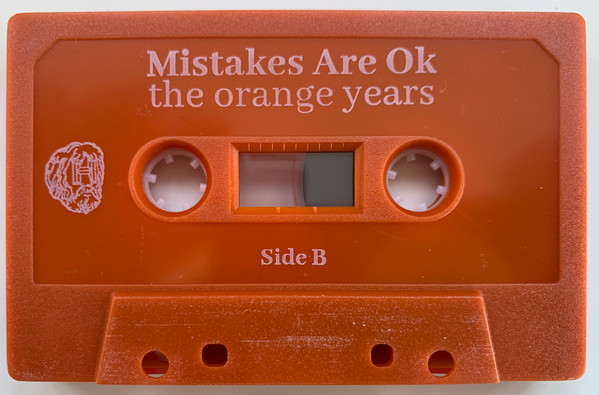 Mistakes Are Ok
the orange years
Side B